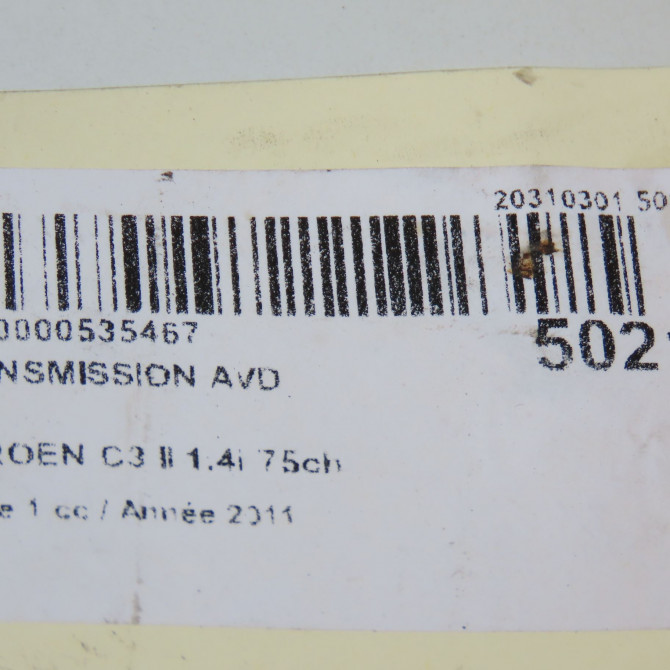 20310301 50
0000535467
502
NSMISSION AVD
ROEN C3 II 1.4i 75ch
e 1 cc / Année 2011